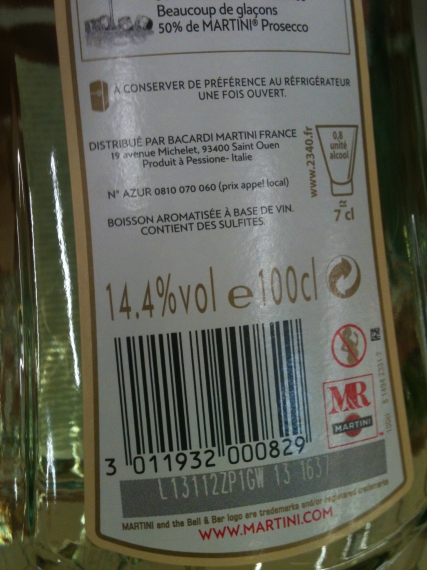 Beaucoup de glaçons
50% de MARTINI® Prosecco
A CONSERVER DE PRÉFÉRENCE AU RÉFRIGÉRATEUR
UNE FOIS OUVERT.
DISTRIBUÉ PAR BACARDI MARTINI FRANCE
19 avenue Michelet, 93400 Saint Ouen
Produit à Pessione- Italie
N° AZUR 0810 070 060 (prix appel local)
BOISSON AROMATISÉE À BASE DE VIN.
CONTIENT DES SULFITES.
www.2340.fr
0,8
unité
alcool
7 cl
14.4%vol e 100cl
M&R
MARTINI
3 011932 000829
L13112ZP1GW 13 1637
MARTINI and the Ball & Bar logo are trademarks and/or registered trademarks
WWW.MARTINI.COM